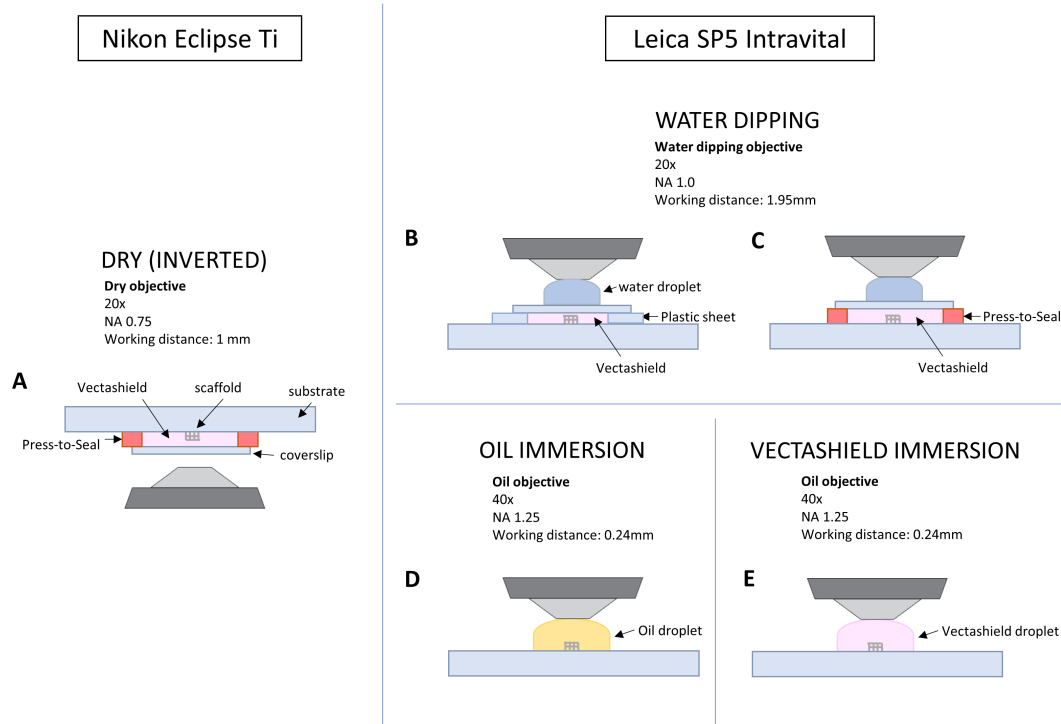 Nikon Eclipse Ti
Leica SP5 Intravital
WATER DIPPING
Water dipping objective
20x
NA 1.0
Working distance: 1.95mm
DRY (INVERTED)
Dry objective
20x
NA 0.75
Working distance: 1 mm
A
Vectashield
scaffold
substrate
Press-to-Seal
coverslip
B
water droplet
Plastic sheet
Vectashield
C
Press-to-Seal
Vectashield
OIL IMMERSION
Oil objective
40x
NA 1.25
Working distance: 0.24mm
D
Oil droplet
VECTASHIELD IMMERSION
Oil objective
40x
NA 1.25
Working distance: 0.24mm
E
Vectashield droplet